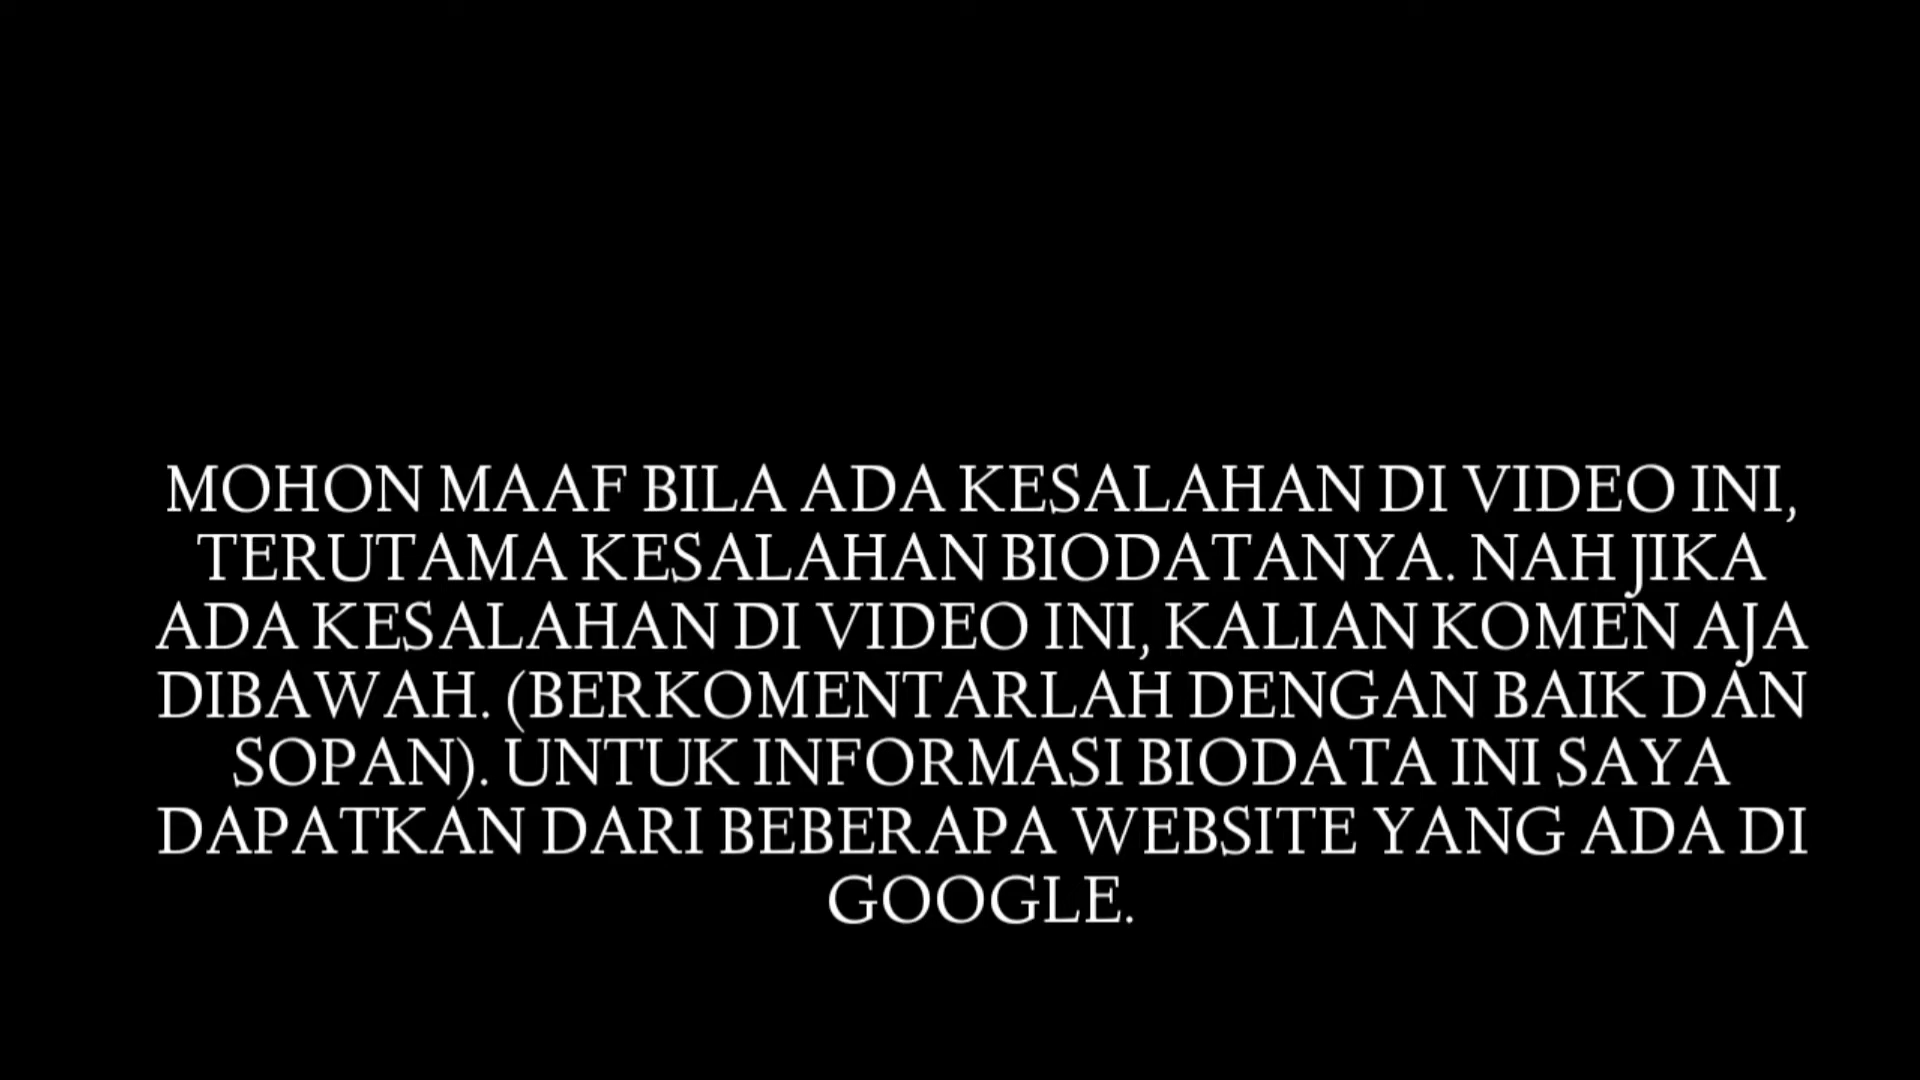 MOHON MAAF BILA ADA KESALAHAN DI VIDEO INI,
TERUTAMA KESALAHAN BIODATANYA. NAH JIKA
ADA KESALAHAN DI VIDEO INI, KALIAN KOMEN AJA
DIBAWAH. (BERKOMENTARLAH DENGAN BAIK DAN
SOPAN). UNTUK INFORMASI BIODATA INI SAYA
DAPATKAN DARI BEBERAPA WEBSITE YANG ADA DI
GOOGLE.